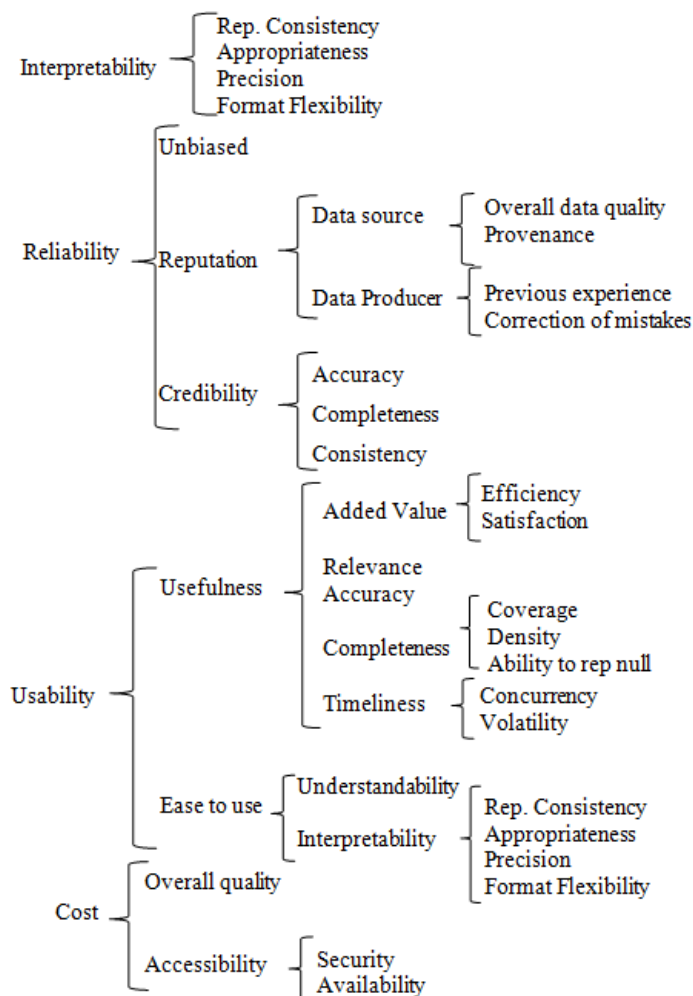 Interpretability
Rep. Consistency
Appropriateness
Precision
Format Flexibility
Reliability
Unbiased
Reputation
Data source
Overall data quality
Provenance
Data Producer
Previous experience
Correction of mistakes
Credibility
Accuracy
Completeness
Consistency
Usability
Usefulness
Added Value
Efficiency
Satisfaction
Relevance
Accuracy
Completeness
Coverage
Density
Ability to rep null
Timeliness
Concurrency
Volatility
Ease to use
Understandability
Interpretability
Rep. Consistency
Appropriateness
Precision
Format Flexibility
Cost
Overall quality
Accessibility
Security
Availability